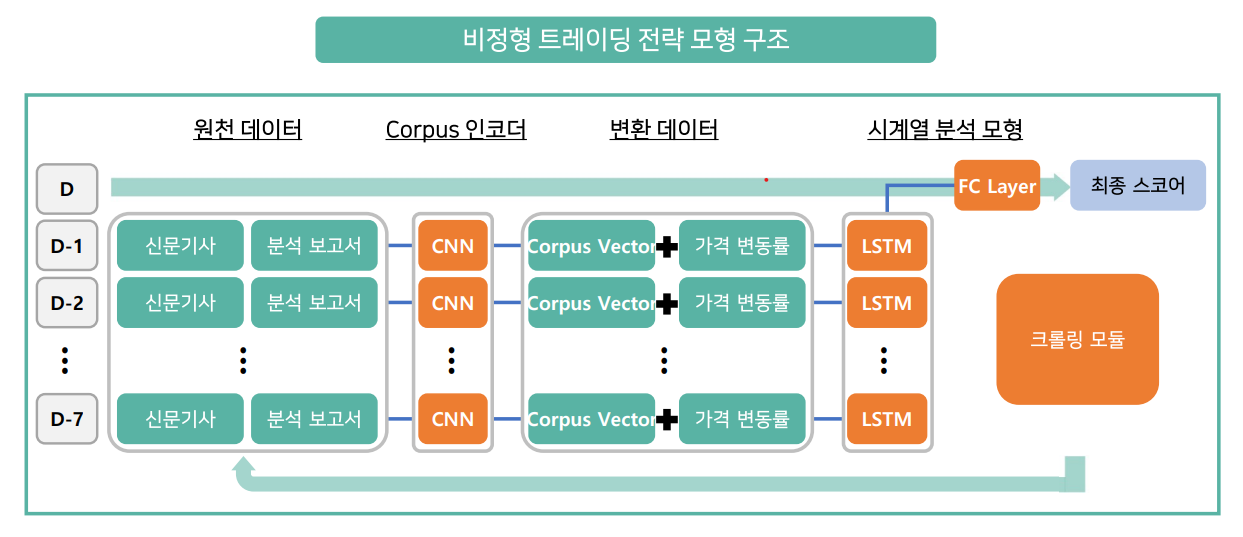 비정형 트레이딩 전략 모형 구조
원천 데이터 Corpus 인코더 변환 데이터 시계열 분석 모형
D FC Layer 최종 스코어
D-1 신문기사 분석 보고서 CNN Corpus Vector 가격 변동률 LSTM
D-2 신문기사 분석 보고서 CNN Corpus Vector 가격 변동률 LSTM
크롤링 모듈
D-7 신문기사 분석 보고서 CNN Corpus Vector 가격 변동률 LSTM